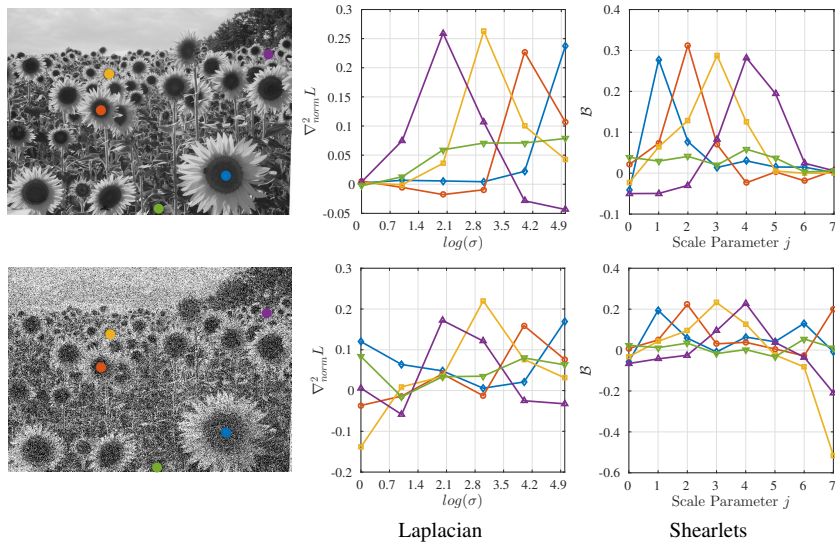 0.3
0.25
0.2
0.15
0.1
0.05
0
-0.05
∇²norm L
0 0.7 1.4 2.1 2.8 3.5 4.2 4.9
log(σ)
0.4
0.3
0.2
0.1
0
-0.1
B
0 1 2 3 4 5 6 7
Scale Parameter j
0.3
0.2
0.1
0
-0.1
-0.2
∇²norm L
0 0.7 1.4 2.1 2.8 3.5 4.2 4.9
log(σ)
0.4
0.2
0
-0.2
-0.4
-0.6
B
0 1 2 3 4 5 6 7
Scale Parameter j
Laplacian
Shearlets